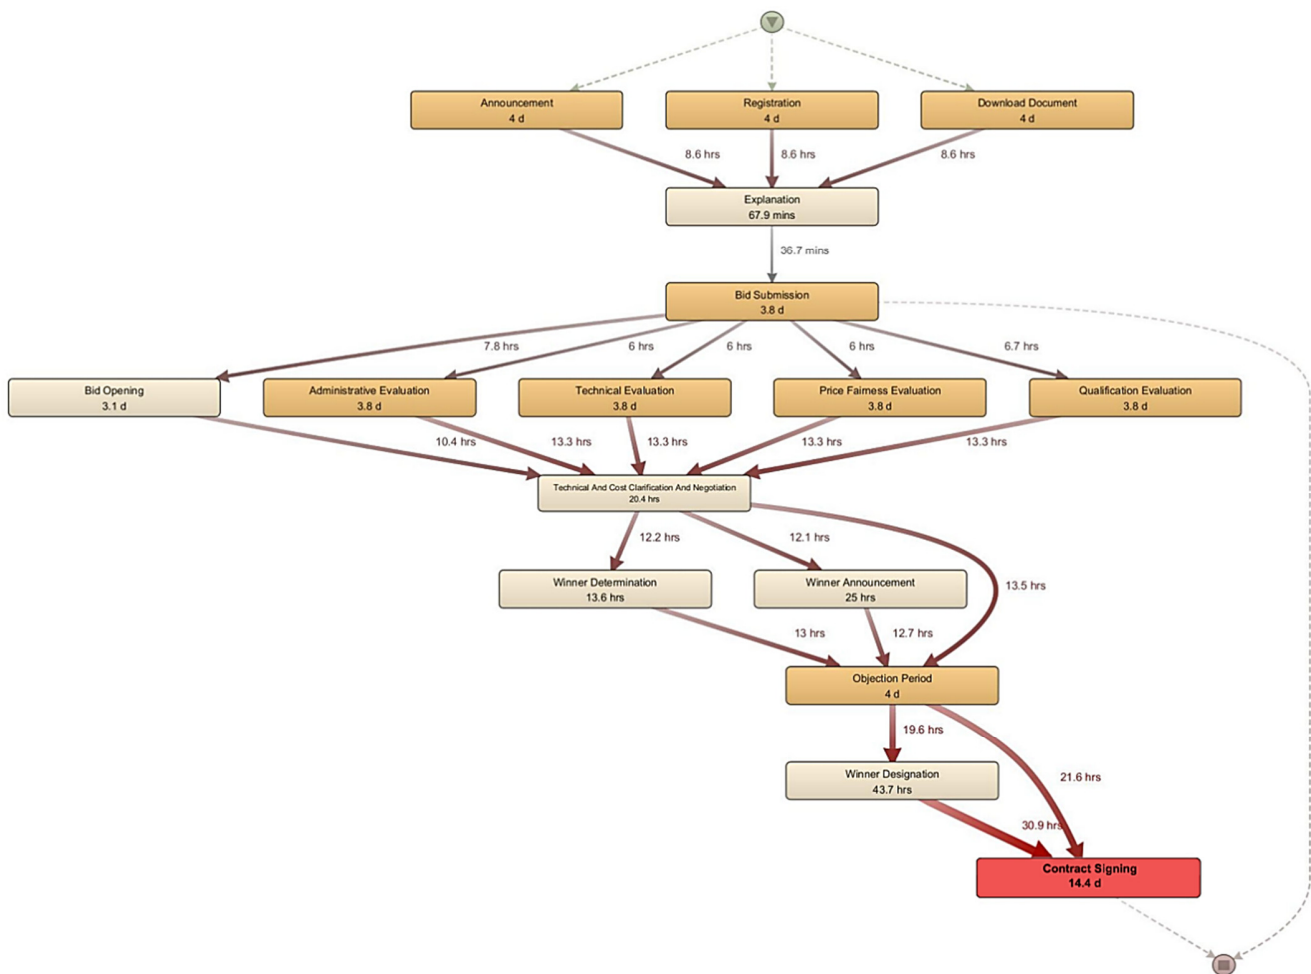 Announcement
4 d
Registration
4 d
Download Document
4 d
8.6 hrs
8.6 hrs
8.6 hrs
Explanation
67.9 mins
36.7 mins
Bid Submission
3.8 d
7.8 hrs
6 hrs
6 hrs
6 hrs
6.7 hrs
Bid Opening
3.1 d
Administrative Evaluation
3.8 d
Technical Evaluation
3.8 d
Price Fairness Evaluation
3.8 d
Qualification Evaluation
3.8 d
10.4 hrs
13.3 hrs
13.3 hrs
13.3 hrs
13.3 hrs
Technical And Cost Clarification And Negotiation
20.4 hrs
12.2 hrs
12.1 hrs
13.5 hrs
Winner Determination
13.6 hrs
Winner Announcement
25 hrs
13 hrs
12.7 hrs
Objection Period
4 d
19.6 hrs
21.6 hrs
Winner Designation
43.7 hrs
30.9 hrs
Contract Signing
14.4 d